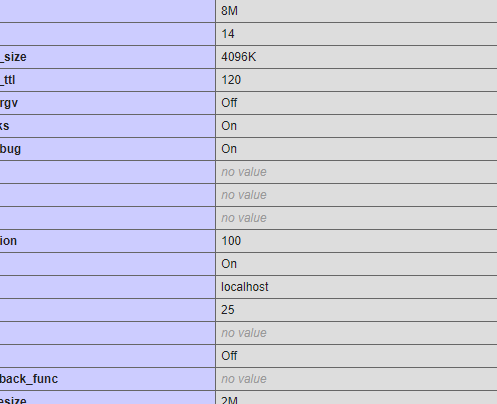 8M
14
_size 4096K
_ttl 120
rgv Off
ks On
bug On
no value
no value
no value
ion 100
On
localhost
25
no value
Off
back_func no value
esize 2M